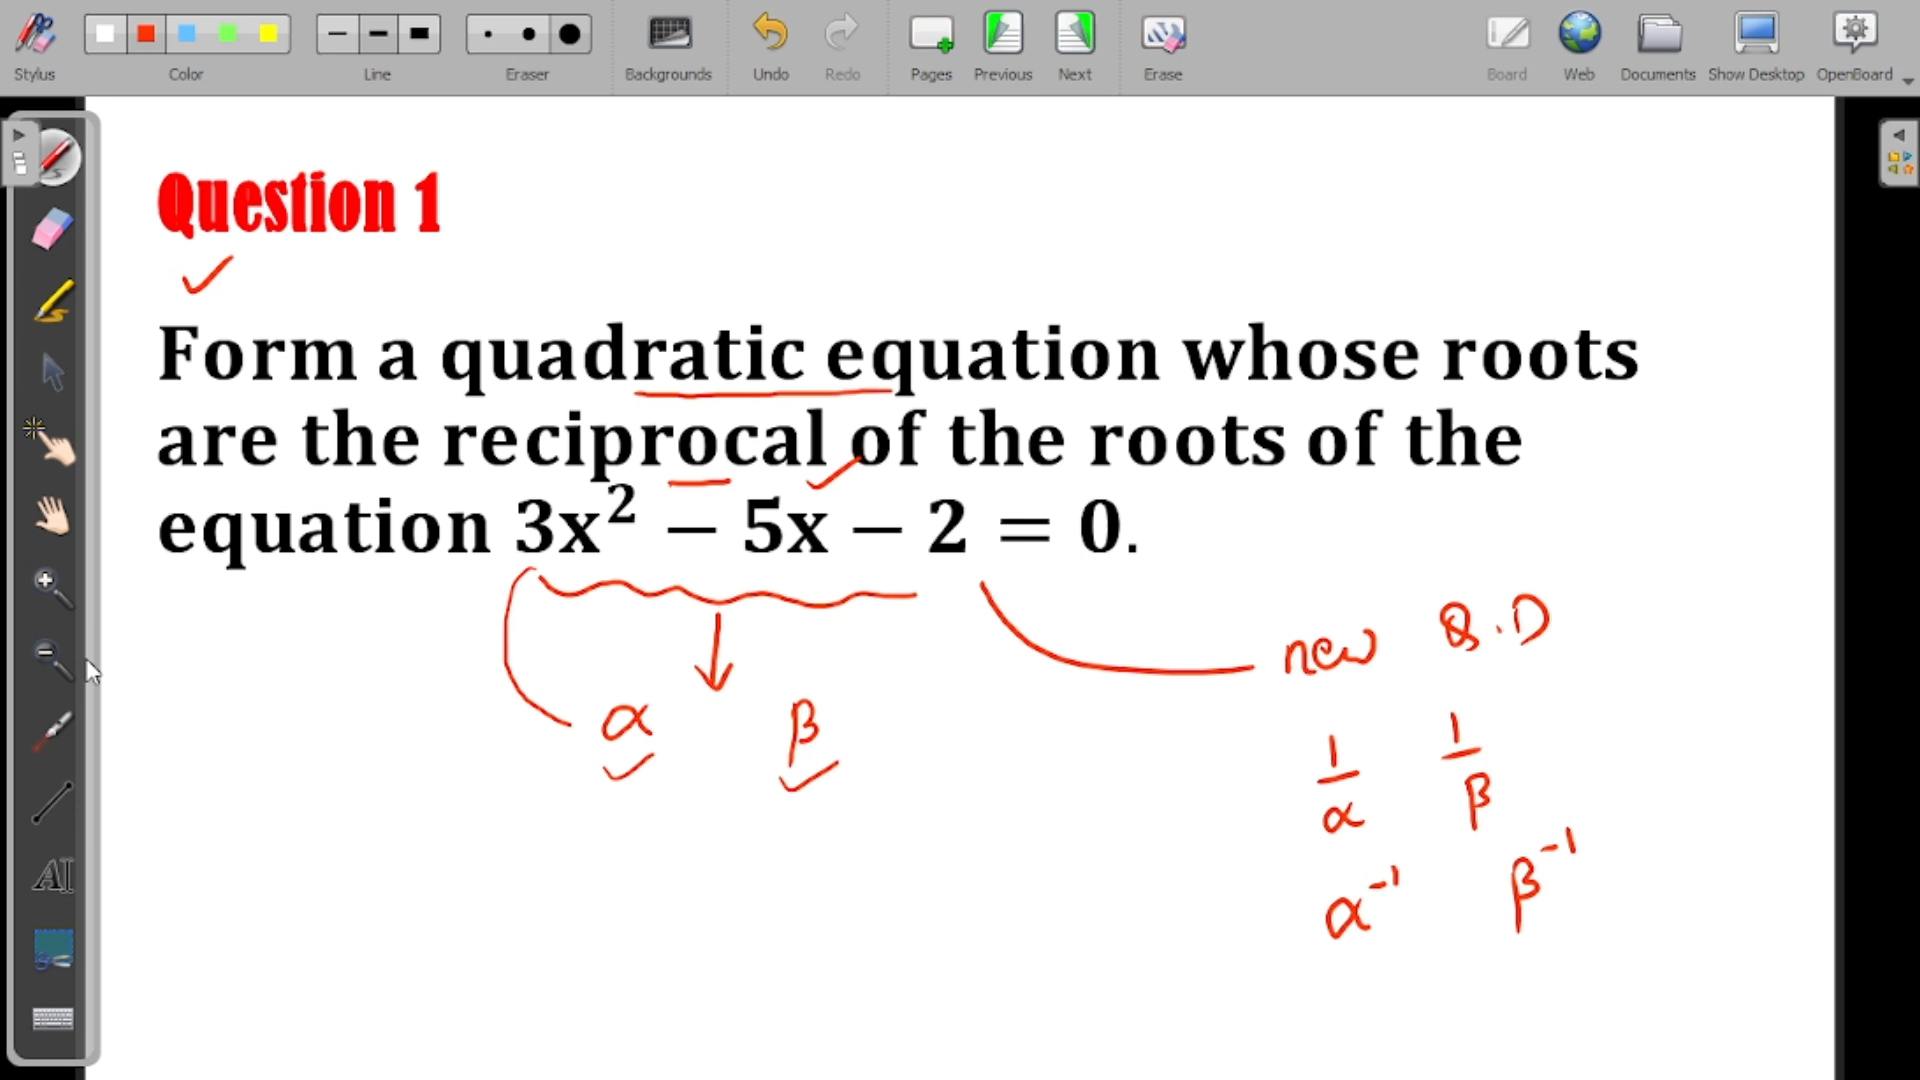 Stylus Color Line Eraser Backgrounds Undo Redo Pages Previous Next Erase Board Web Documents Show Desktop OpenBoard
Question 1
Form a quadratic equation whose roots
are the reciprocal of the roots of the
equation 3x² − 5x − 2 = 0.
new Q.D
α β
1/α 1/β
α⁻¹ β⁻¹